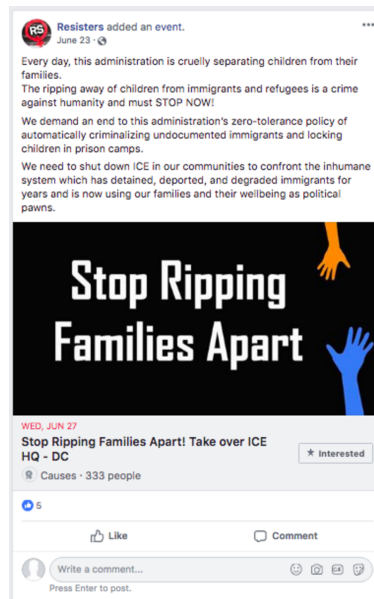 RS
Resisters added an event.
June 23 ·
Every day, this administration is cruelly separating children from their
families.
The ripping away of children from immigrants and refugees is a crime
against humanity and must STOP NOW!
We demand an end to this administration's zero-tolerance policy of
automatically criminalizing undocumented immigrants and locking
children in prison camps.
We need to shut down ICE in our communities to confront the inhumane
system which has detained, deported, and degraded immigrants for
years and is now using our families and their wellbeing as political
pawns.
Stop Ripping
Families Apart
WED, JUN 27
Stop Ripping Families Apart! Take over ICE
HQ - DC
Interested
Causes · 333 people
5
Like
Comment
Write a comment...
GIF
Press Enter to post.